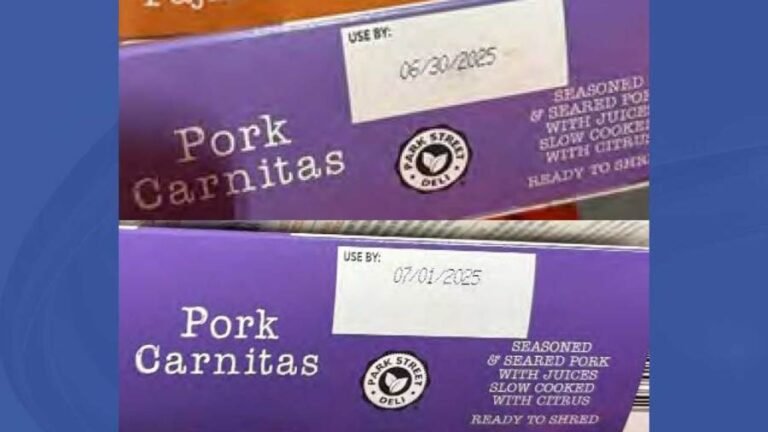 USE BY:
06/30/2025
SEASONED
& SEARED POR
WITH JUICES
SLOW COOKED
WITH CITRUS
READY TO SHR
Pork
Carnitas
PARK STREET
DELI
USE BY:
07/01/2025
Pork
Carnitas
SEASONED
& SEARED PORK
WITH JUICES
SLOW COOKED
WITH CITRUS
READY TO SHRED
PARK STREET
DELI